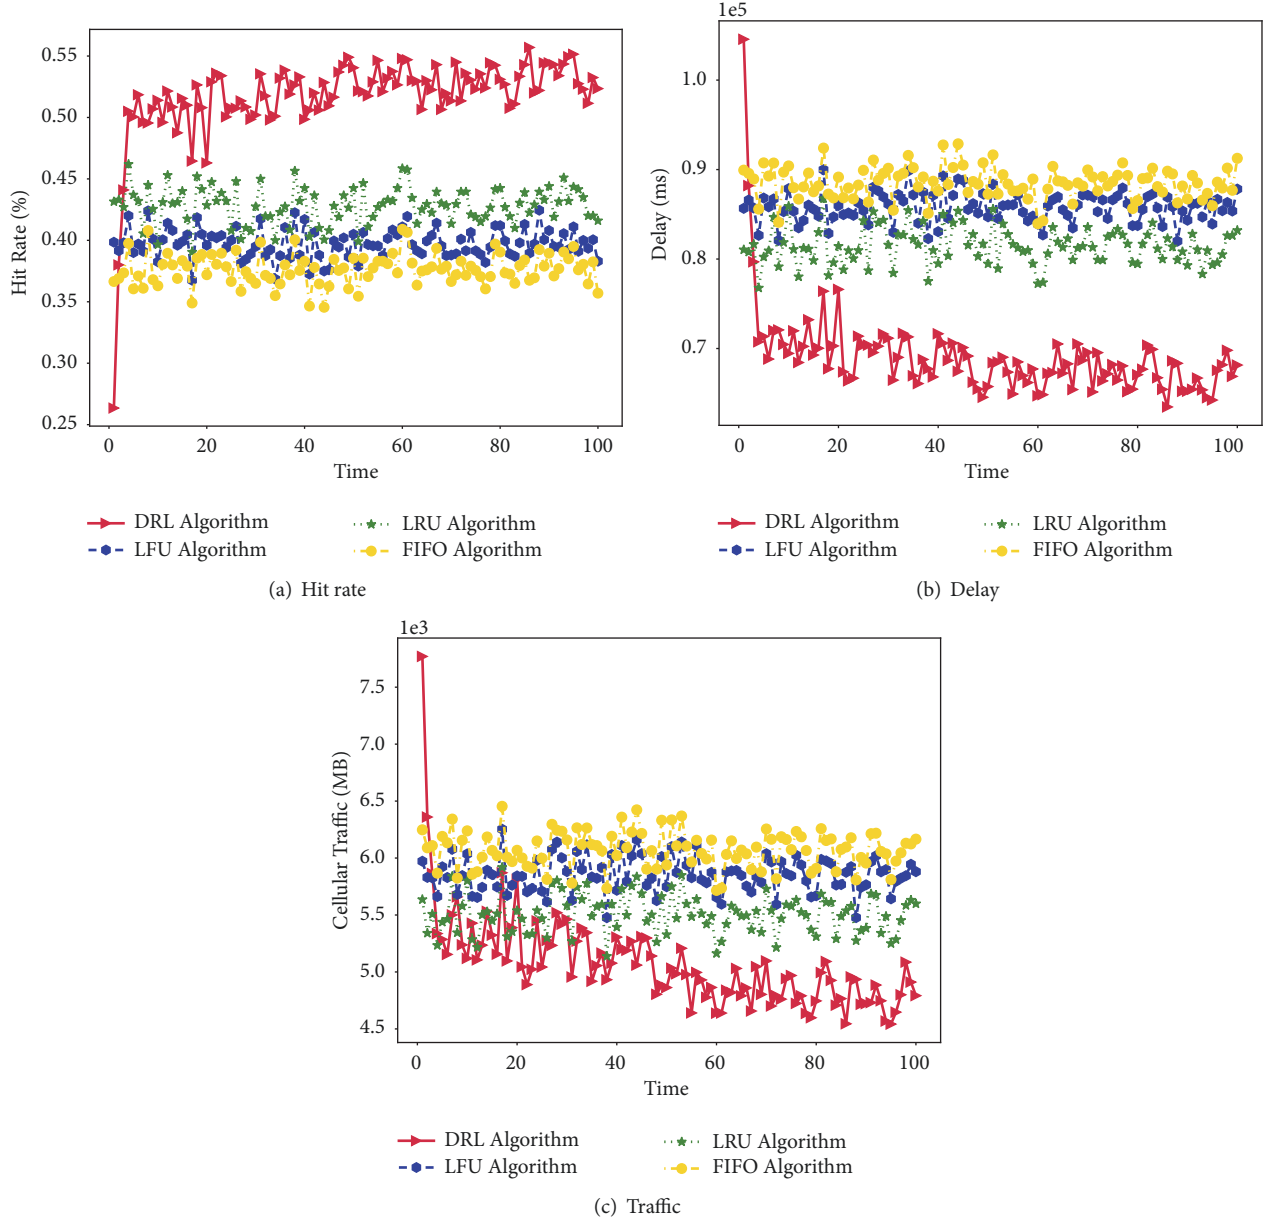 0.55
0.50
0.45
0.40
0.35
0.30
0.25
Hit Rate (%)
0 20 40 60 80 100
Time
DRL Algorithm
LFU Algorithm
LRU Algorithm
FIFO Algorithm
(a) Hit rate
1e5
1.0
0.9
0.8
0.7
Delay (ms)
0 20 40 60 80 100
Time
DRL Algorithm
LFU Algorithm
LRU Algorithm
FIFO Algorithm
(b) Delay
1e3
7.5
7.0
6.5
6.0
5.5
5.0
4.5
Cellular Traffic (MB)
0 20 40 60 80 100
Time
DRL Algorithm
LFU Algorithm
LRU Algorithm
FIFO Algorithm
(c) Traffic